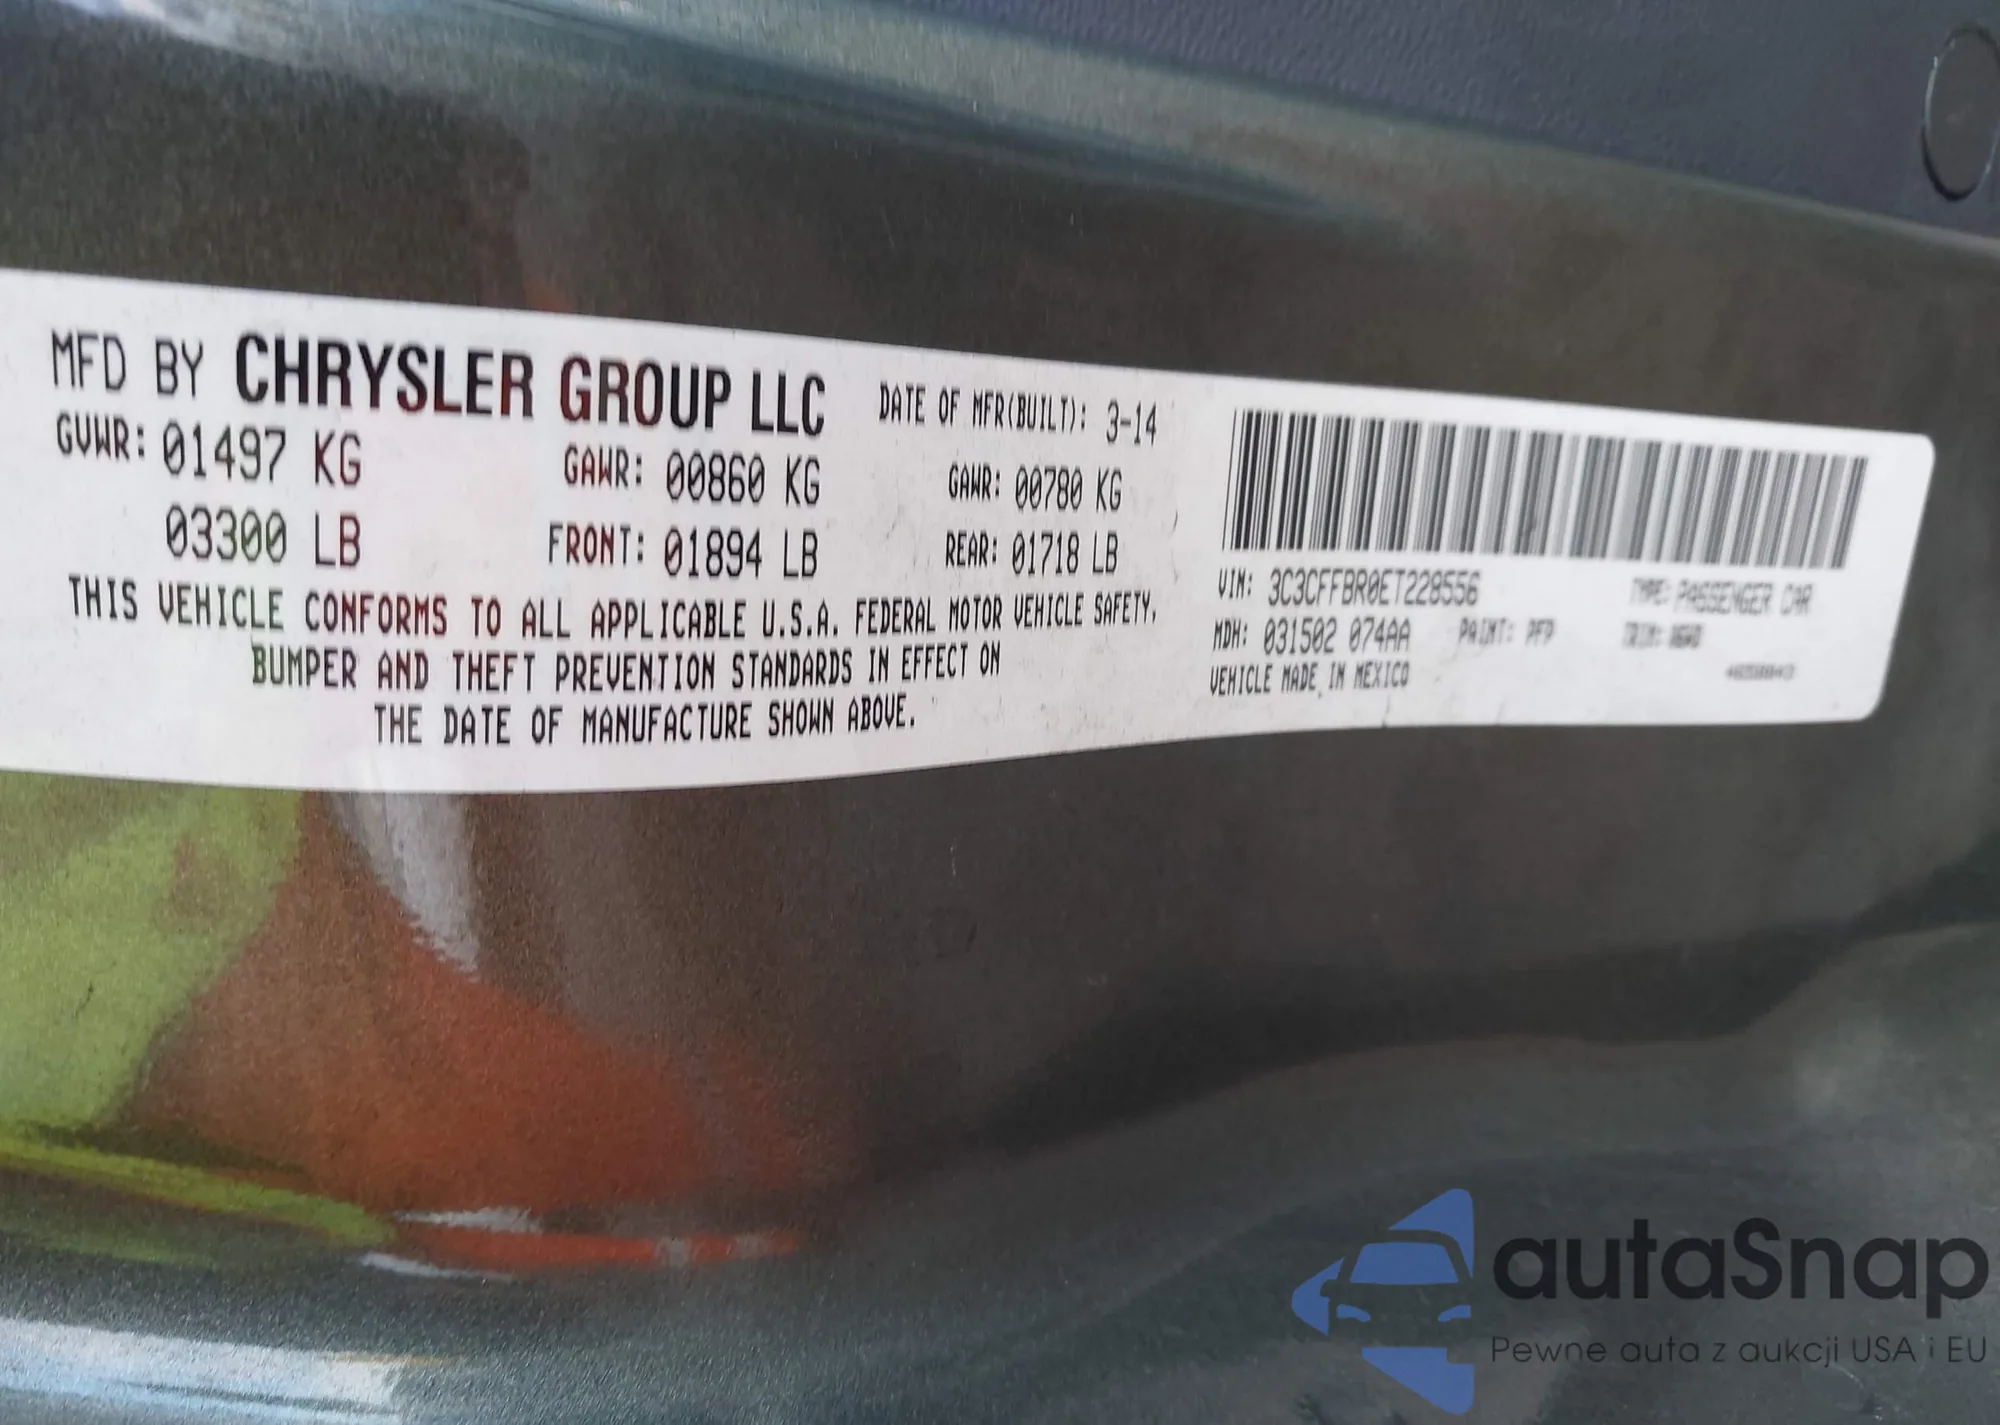 MFD BY CHRYSLER GROUP LLC DATE OF MFR(BUILT): 3-14
GVWR: 01497 KG GAWR: 00860 KG GAWR: 00780 KG
03300 LB FRONT: 01894 LB REAR: 01718 LB
THIS VEHICLE CONFORMS TO ALL APPLICABLE U.S.A. FEDERAL MOTOR VEHICLE SAFETY,
BUMPER AND THEFT PREVENTION STANDARDS IN EFFECT ON
THE DATE OF MANUFACTURE SHOWN ABOVE.
VIN: 3C3CFFBR0ET228556 TYPE: PASSENGER CAR
MDH: 031502 074AA PAINT: PFP TRIM:
VEHICLE MADE IN MEXICO
autaSnap
Pewne auta z aukcji USA i EU